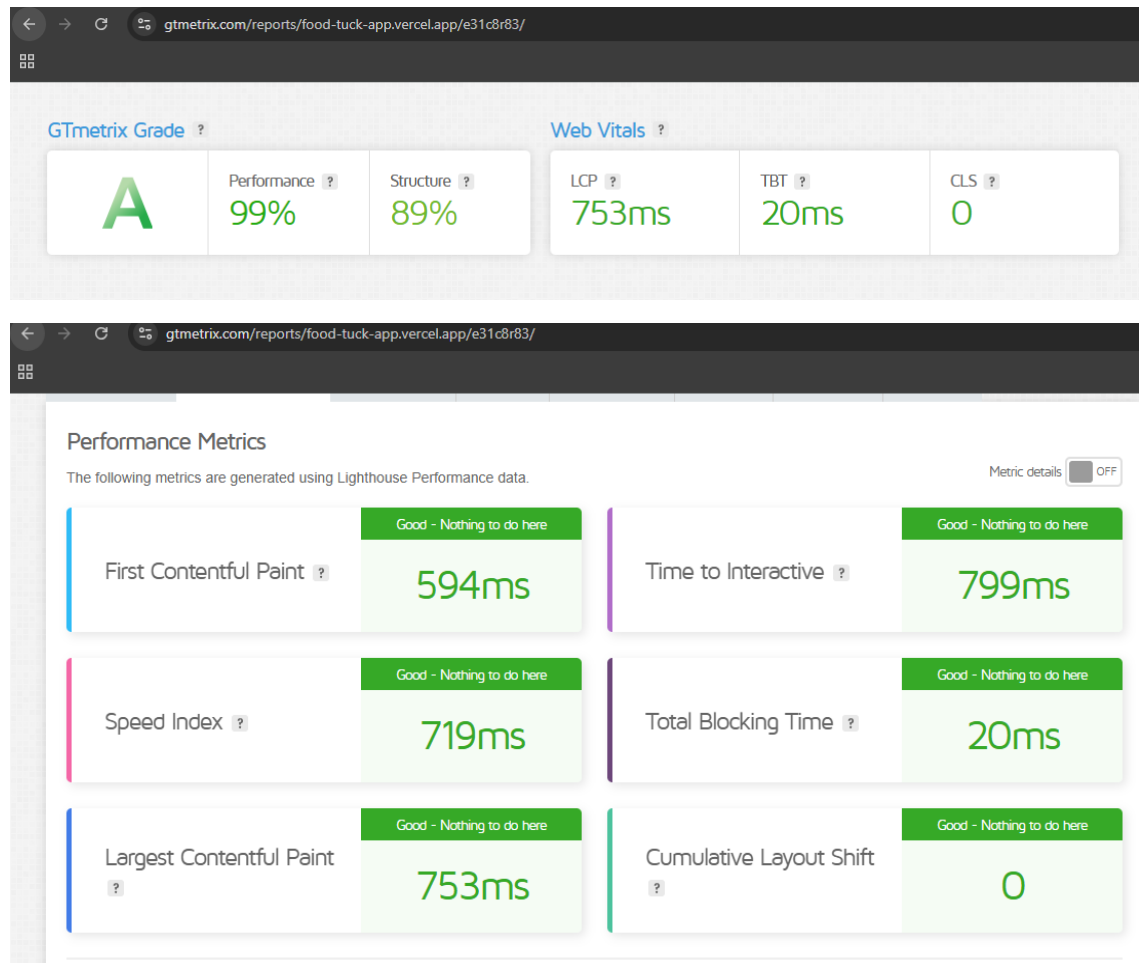 gtmetrix.com/reports/food-tuck-app.vercel.app/e31c8r83/
GTmetrix Grade ?
Web Vitals ?
A
Performance ?
99%
Structure ?
89%
LCP ?
753ms
TBT ?
20ms
CLS ?
0
gtmetrix.com/reports/food-tuck-app.vercel.app/e31c8r83/
Performance Metrics
The following metrics are generated using Lighthouse Performance data.
Metric details OFF
First Contentful Paint ?
Good - Nothing to do here
594ms
Time to Interactive ?
Good - Nothing to do here
799ms
Speed Index ?
Good - Nothing to do here
719ms
Total Blocking Time ?
Good - Nothing to do here
20ms
Largest Contentful Paint
?
Good - Nothing to do here
753ms
Cumulative Layout Shift
?
Good - Nothing to do here
0